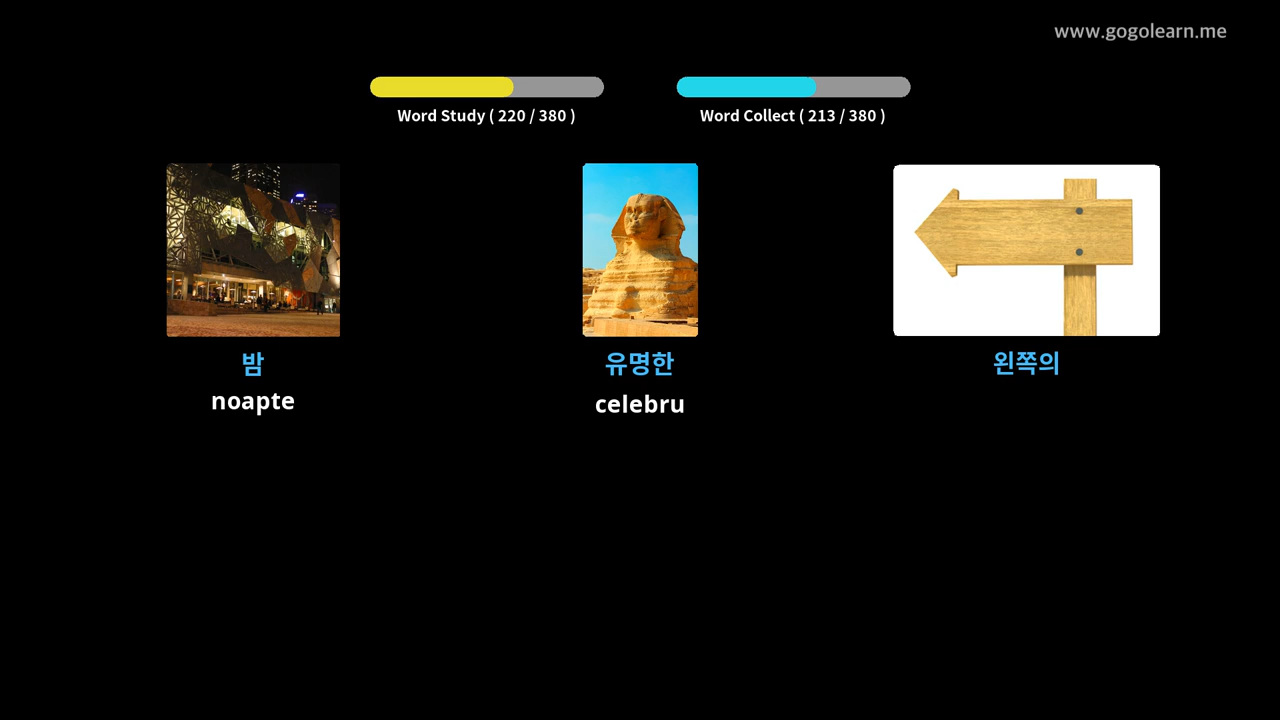 www.gogolearn.me
Word Study ( 220 / 380 )
Word Collect ( 213 / 380 )
밤
noapte
유명한
celebru
왼쪽의